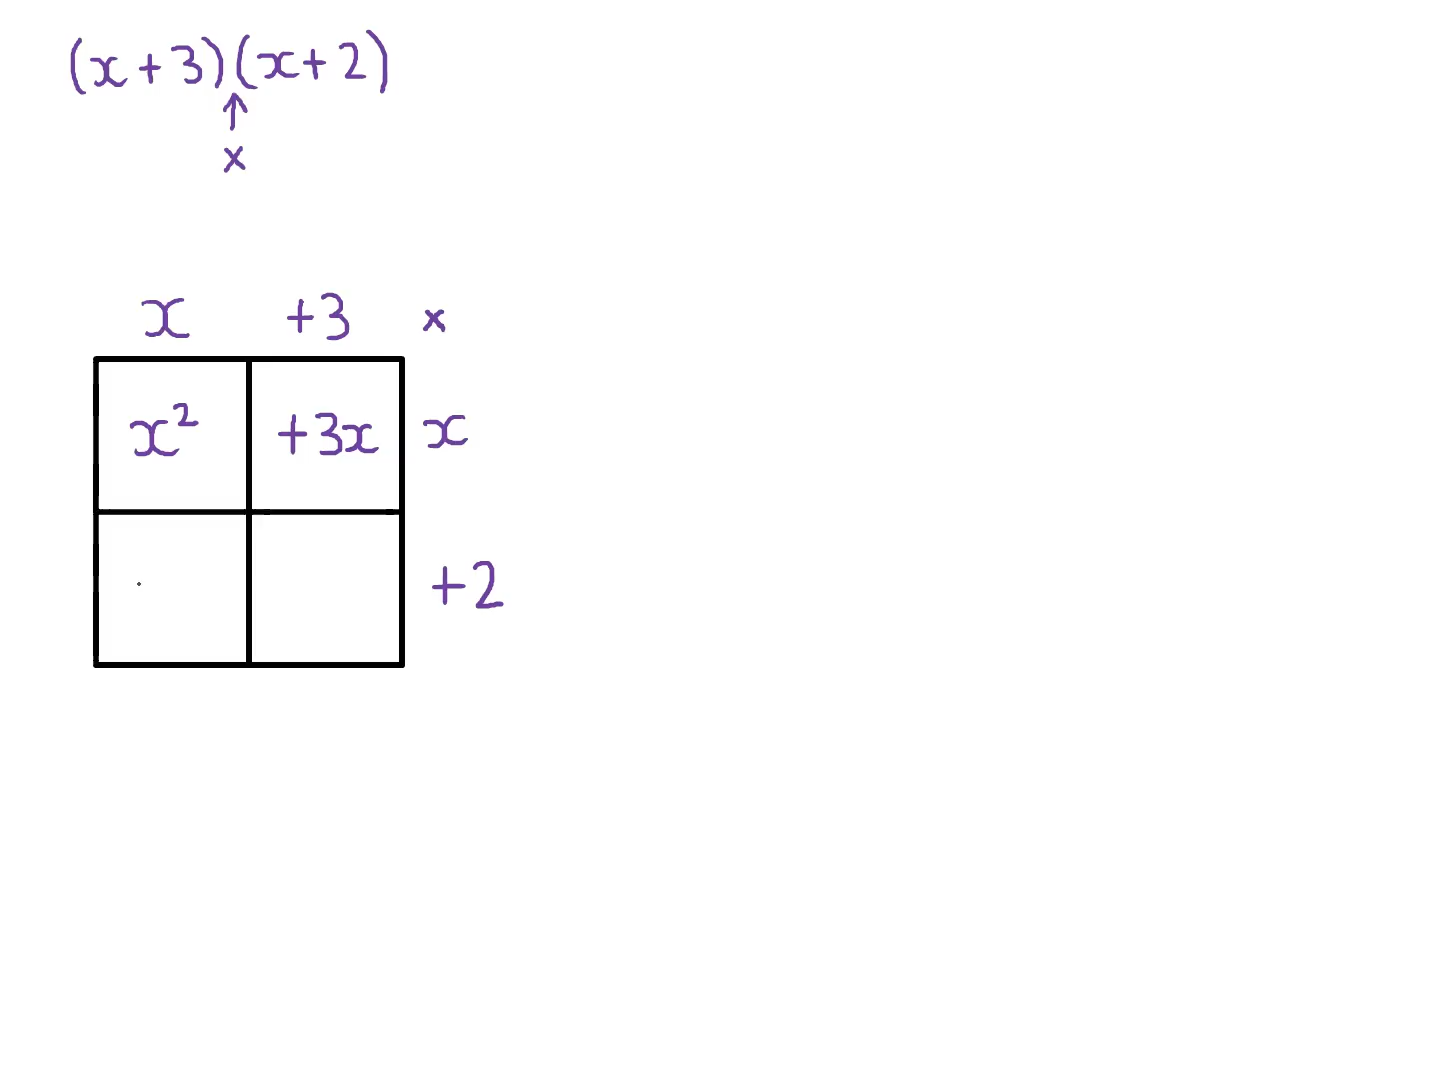 (x+3)(x+2)
↑
×
x +3 ×
x² +3x x
+2